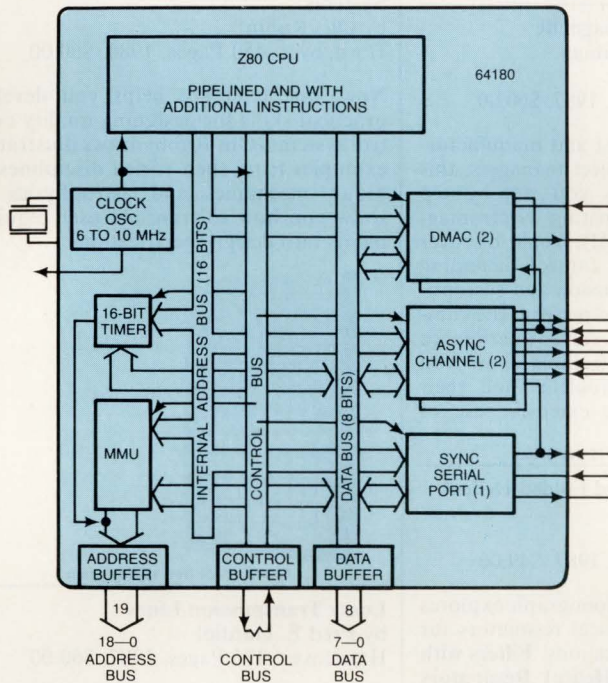 Z80 CPU
PIPELINED AND WITH
ADDITIONAL INSTRUCTIONS
64180
CLOCK
OSC
6 TO 10 MHz
DMAC (2)
16-BIT
TIMER
INTERNAL ADDRESS BUS (16 BITS)
CONTROL BUS
DATA BUS (8 BITS)
ASYNC
CHANNEL (2)
MMU
SYNC
SERIAL
PORT (1)
ADDRESS
BUFFER
CONTROL
BUFFER
DATA
BUFFER
19
8
18—0
ADDRESS
BUS
CONTROL
BUS
7—0
DATA
BUS